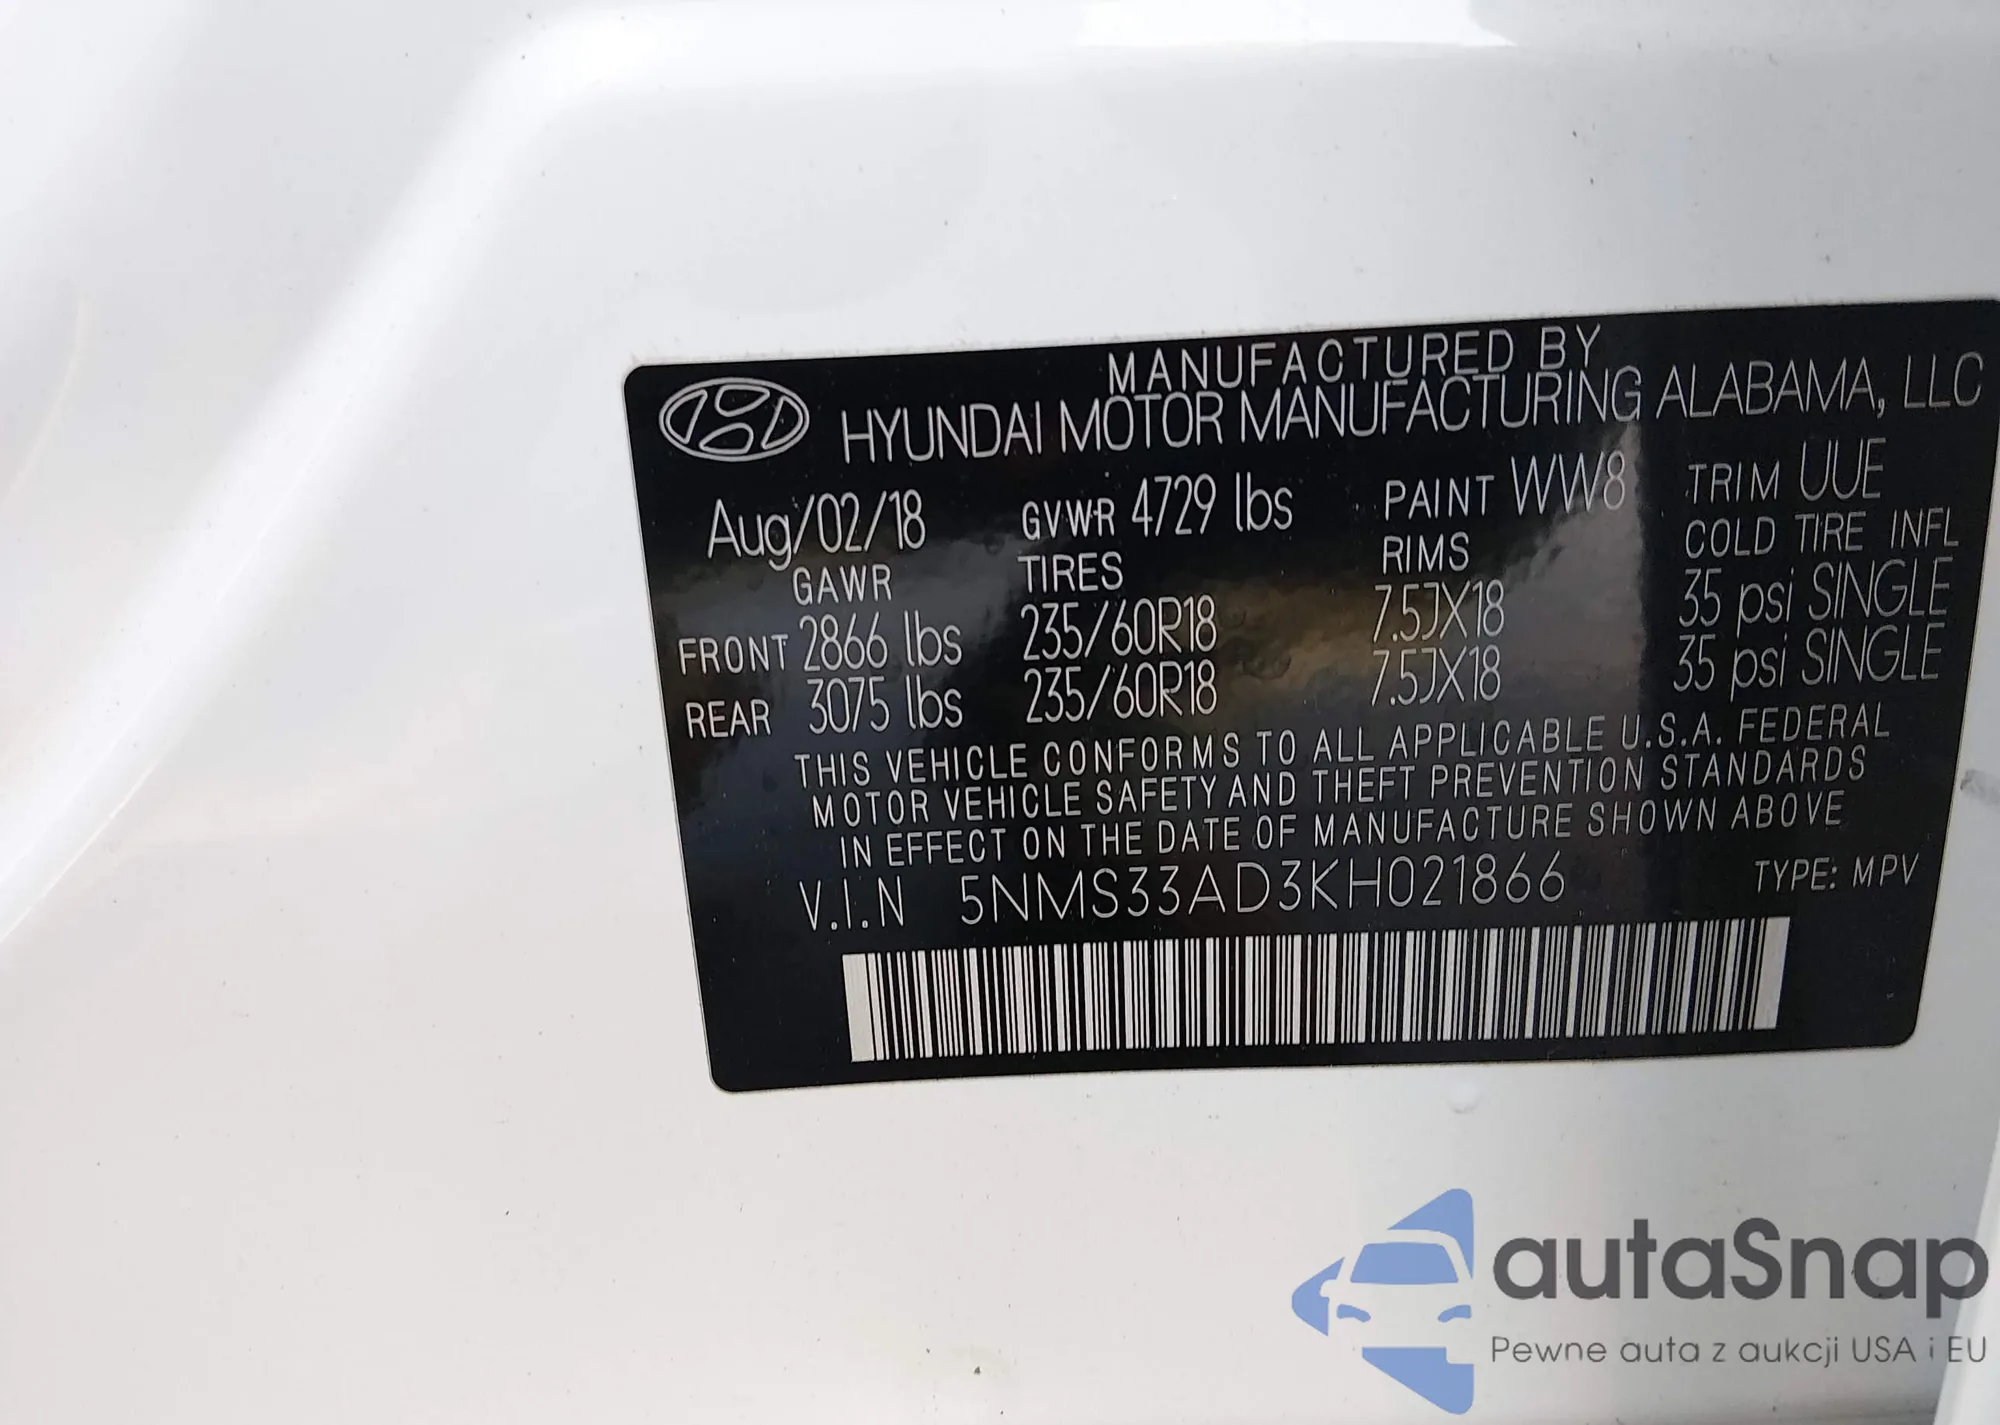 MANUFACTURED BY
HYUNDAI MOTOR MANUFACTURING ALABAMA, LLC
Aug/02/18 GVWR 4729 lbs PAINT WW8 TRIM UUE
GAWR TIRES RIMS COLD TIRE INFL
FRONT 2866 lbs 235/60R18 7.5JX18 35 psi SINGLE
REAR 3075 lbs 235/60R18 7.5JX18 35 psi SINGLE
THIS VEHICLE CONFORMS TO ALL APPLICABLE U.S.A. FEDERAL
MOTOR VEHICLE SAFETY AND THEFT PREVENTION STANDARDS
IN EFFECT ON THE DATE OF MANUFACTURE SHOWN ABOVE
V.I.N 5NMS33AD3KH021866 TYPE: MPV
autaSnap
Pewne auta z aukcji USA i EU